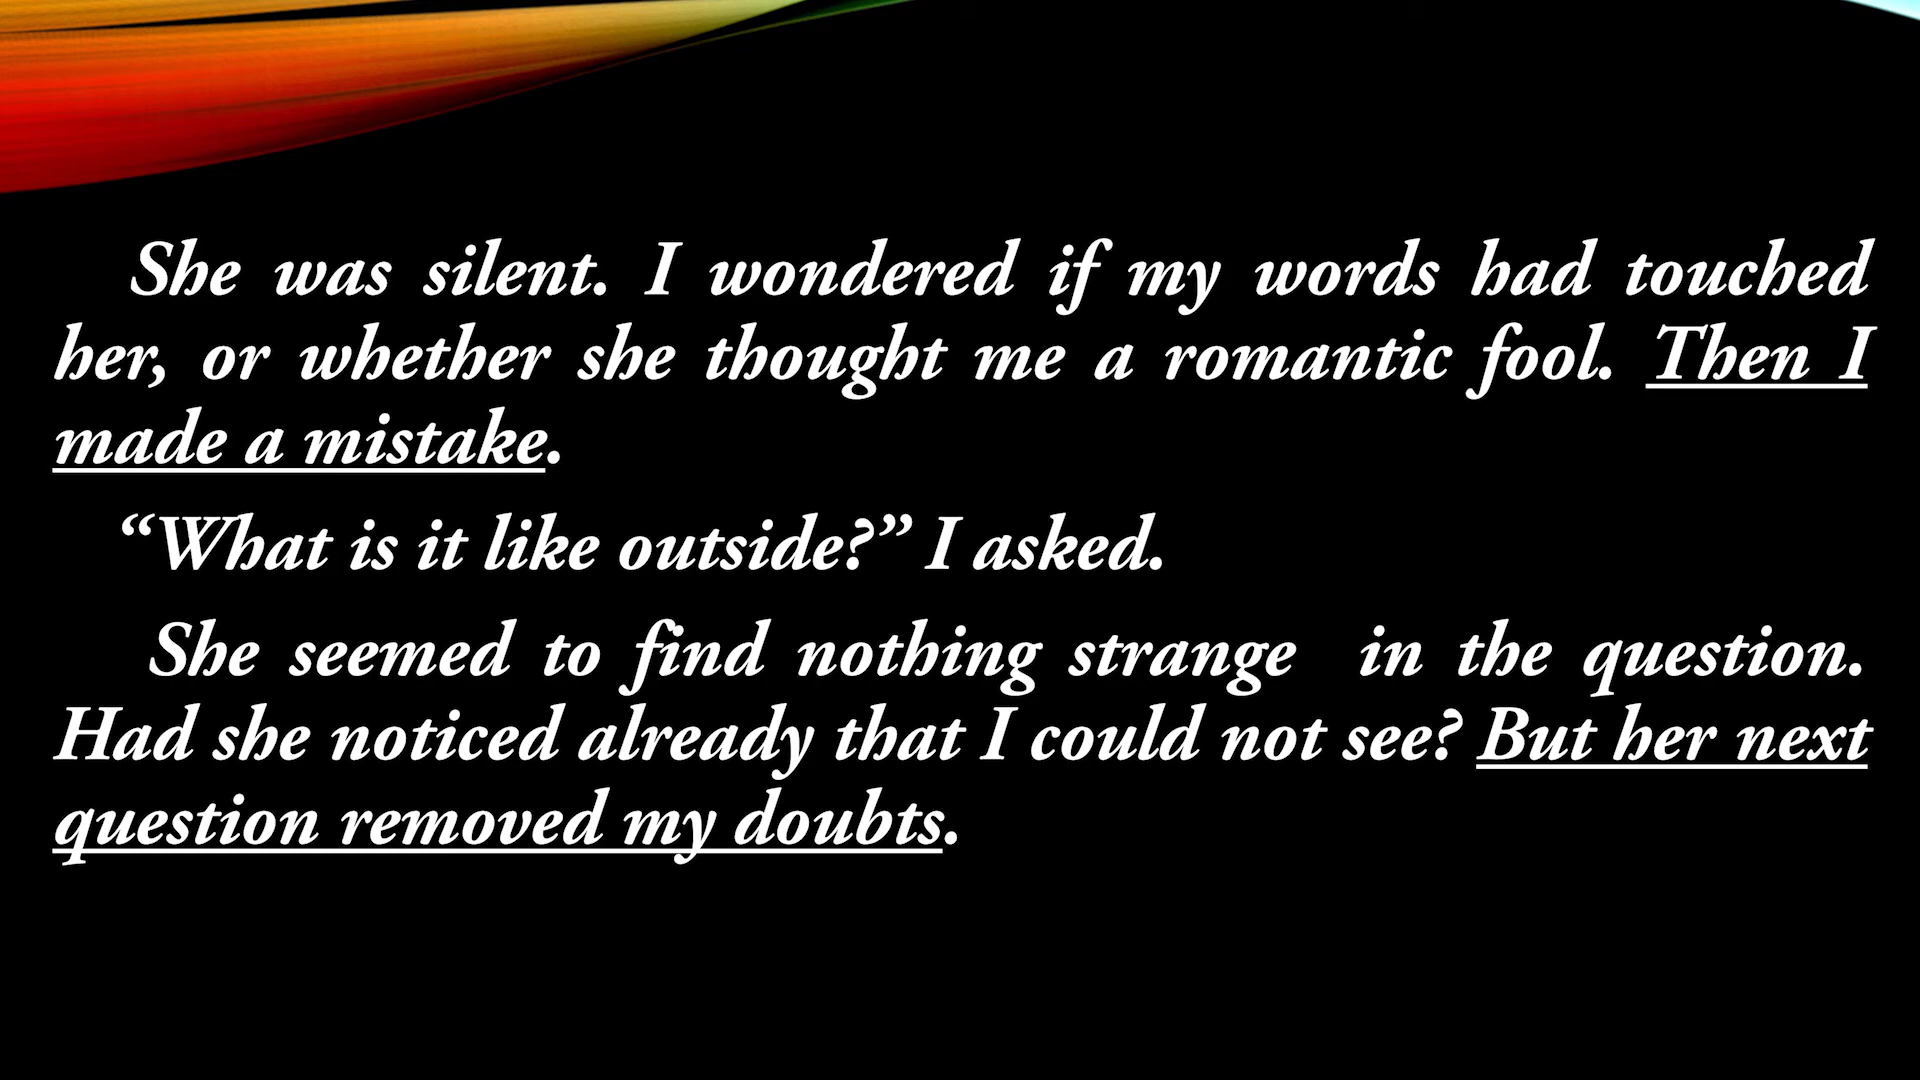 She was silent. I wondered if my words had touched
her, or whether she thought me a romantic fool. Then I
made a mistake.
“What is it like outside?” I asked.
She seemed to find nothing strange in the question.
Had she noticed already that I could not see? But her next
question removed my doubts.